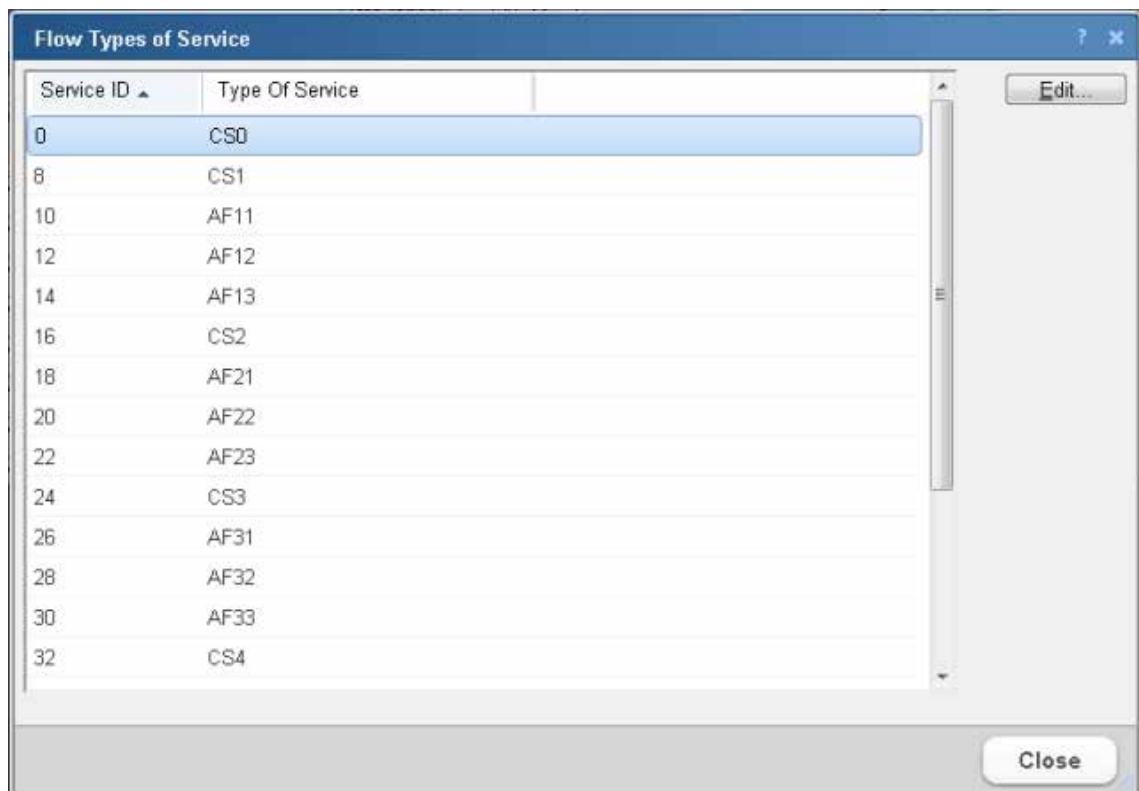 Flow Types of Service ? x
Service ID Type Of Service
Edit...
0 CS0
8 CS1
10 AF11
12 AF12
14 AF13
16 CS2
18 AF21
20 AF22
22 AF23
24 CS3
26 AF31
28 AF32
30 AF33
32 CS4
Close